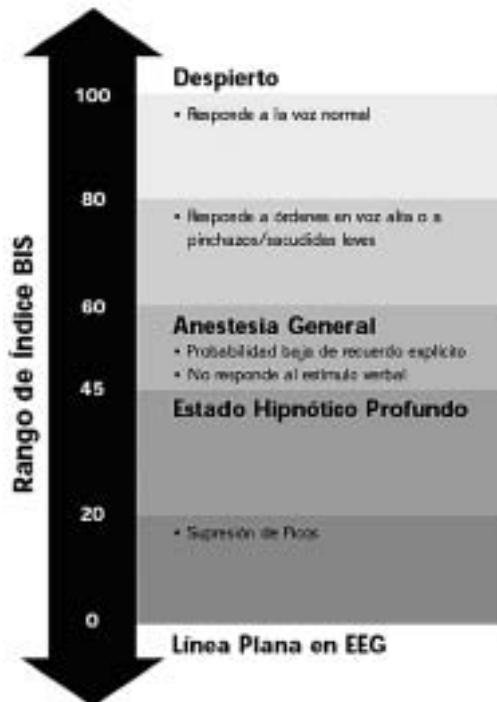 Rango de Índice BIS
Despierto
100
• Responde a la voz normal
80
• Responde a órdenes en voz alta o a
pinchazos/sacudidas leves
60
Anestesia General
• Probabilidad baja de recuerdo explícito
• No responde al estímulo verbal
45
Estado Hipnótico Profundo
20
• Supresión de Picos
0
Línea Plana en EEG